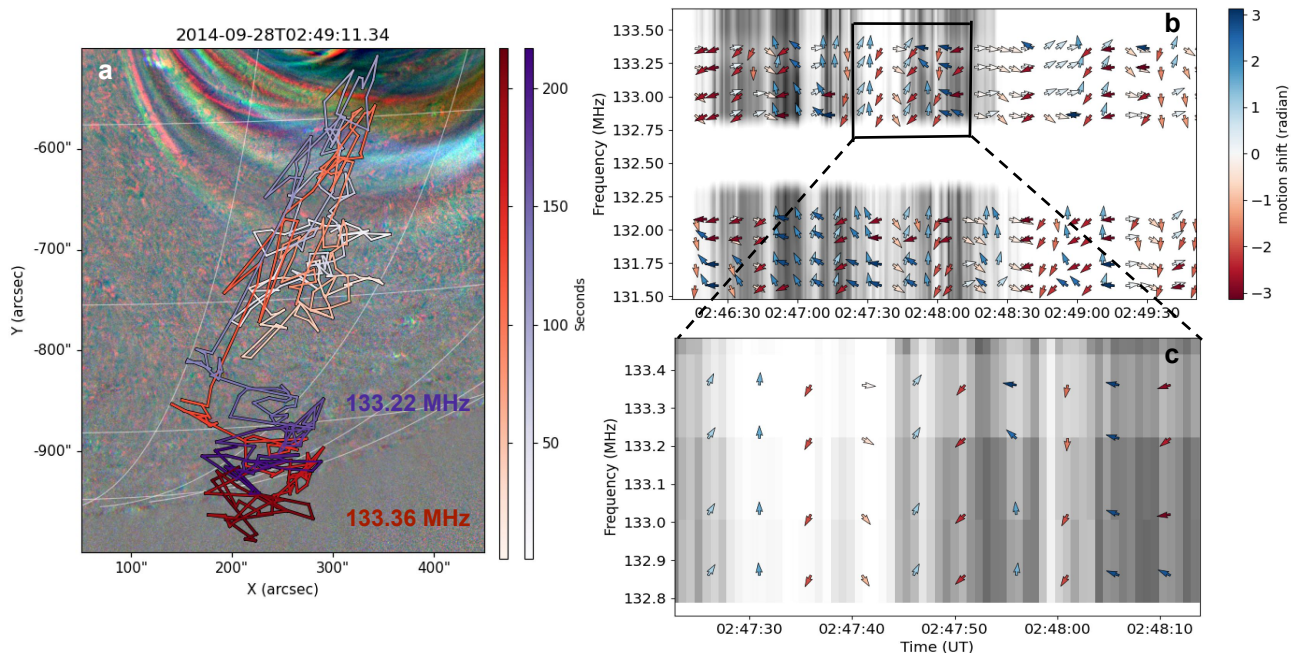 2014-09-28T02:49:11.34
a
-600"
-700"
-800"
-900"
Y (arcsec)
100"
200"
300"
400"
X (arcsec)
133.22 MHz
133.36 MHz
200
150
100
50
Seconds
b
133.50
133.25
133.00
132.75
132.50
132.25
132.00
131.75
131.50
Frequency (MHz)
02:46:30 02:47:00 02:47:30 02:48:00 02:48:30 02:49:00 02:49:30
3
2
1
0
−1
−2
−3
motion shift (radian)
c
133.4
133.3
133.2
133.1
133.0
132.9
132.8
Frequency (MHz)
02:47:30 02:47:40 02:47:50 02:48:00 02:48:10
Time (UT)